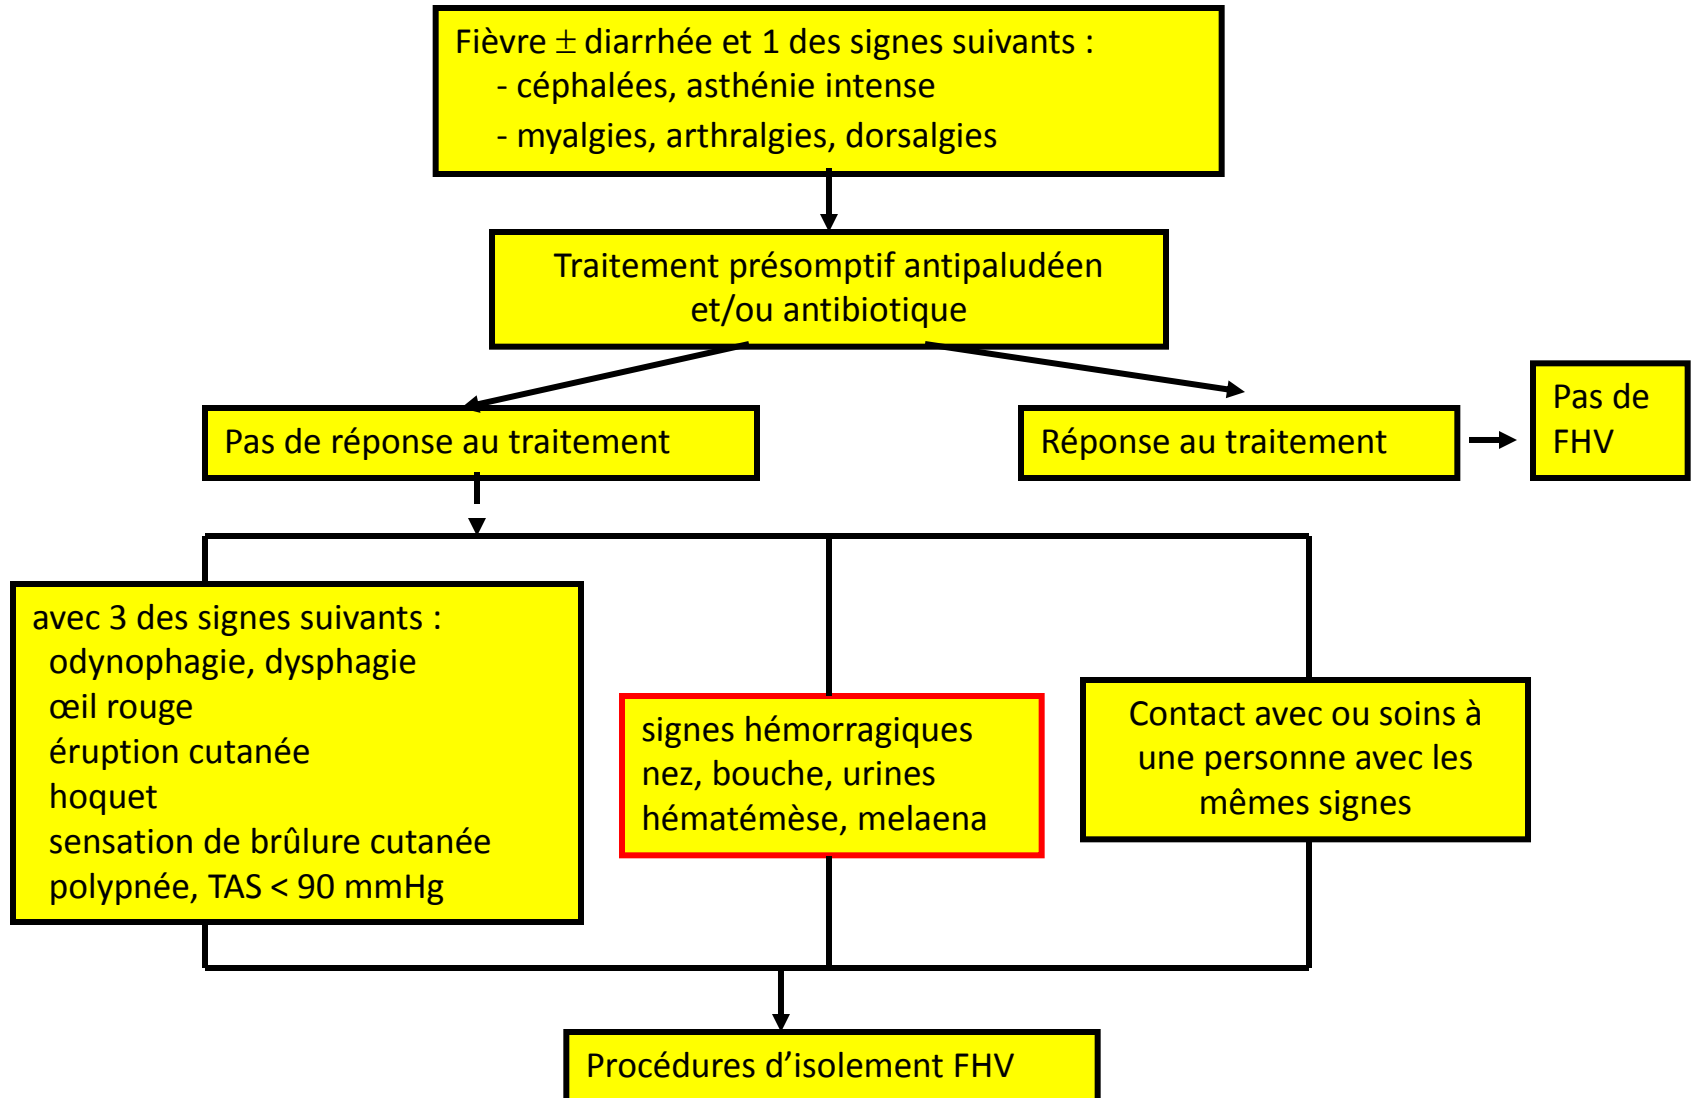 Fièvre ± diarrhée et 1 des signes suivants :
- céphalées, asthénie intense
- myalgies, arthralgies, dorsalgies
Traitement présomptif antipaludéen
et/ou antibiotique
Pas de réponse au traitement
Réponse au traitement
Pas de
FHV
avec 3 des signes suivants :
odynophagie, dysphagie
œil rouge
éruption cutanée
hoquet
sensation de brûlure cutanée
polypnée, TAS < 90 mmHg
signes hémorragiques
nez, bouche, urines
hématémèse, melaena
Contact avec ou soins à
une personne avec les
mêmes signes
Procédures d’isolement FHV